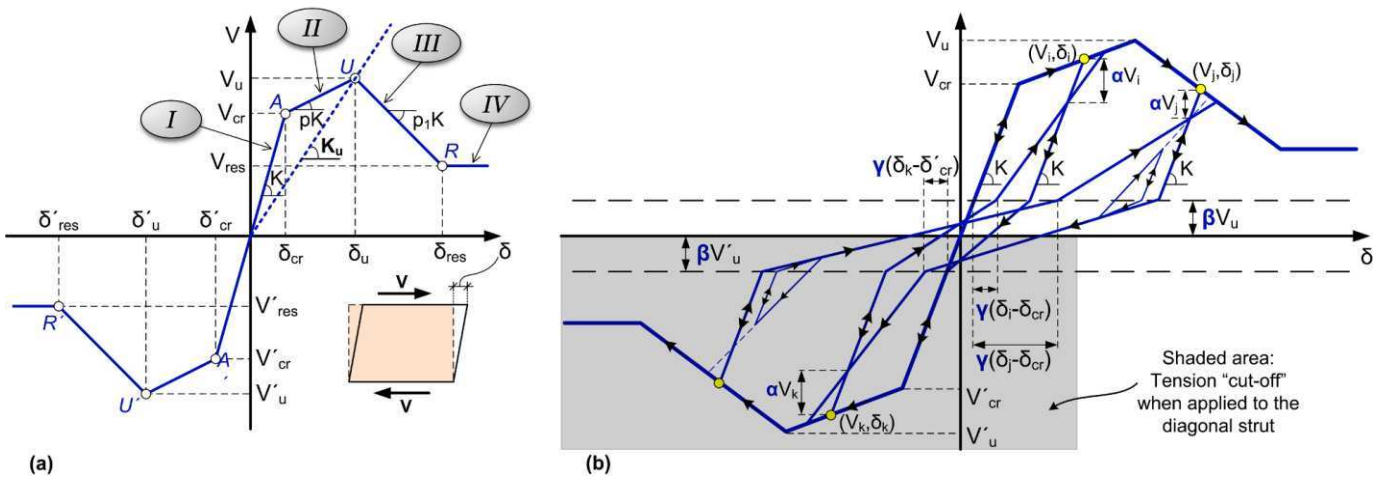 V
II
III
U
V_u
A
V_cr
I
pK
p₁K
IV
K_u
V_res
R
K
δ´_res
δ´_u
δ´_cr
δ
δ_cr
δ_u
δ_res
V
V
R´
V´_res
A´
V´_cr
U´
V´_u
(a)
V_u
(V_i,δ_i)
(V_j,δ_j)
V_cr
αV_i
αV_j
γ(δ_k-δ´_cr)
K
K
K
βV_u
βV´_u
δ
γ(δ_i-δ_cr)
γ(δ_j-δ_cr)
αV_k
(V_k,δ_k)
V´_cr
V´_u
Shaded area:
Tension “cut-off”
when applied to the
diagonal strut
(b)